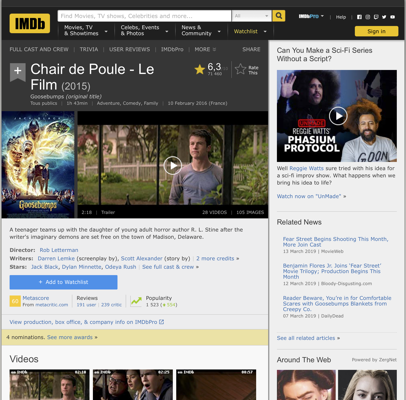 IMDb
Find Movies, TV shows, Celebrities and more...
All
IMDbPro
Help
Movies, TV
& Showtimes
Celebs, Events
& Photos
News &
Community
Watchlist
Sign in
FULL CAST AND CREW | TRIVIA | USER REVIEWS | IMDbPro | MORE
SHARE
Chair de Poule - Le
Film (2015)
6,3
Rate
This
Goosebumps (original title)
Tous publics | 1h 43min | Adventure, Comedy, Family | 10 February 2016 (France)
Goosebumps
2:18 | Trailer
28 VIDEOS | 105 IMAGES
A teenager teams up with the daughter of young adult horror author R. L. Stine after the
writer's imaginary demons are set free on the town of Madison, Delaware.
Director: Rob Letterman
Writers: Darren Lemke (screenplay by), Scott Alexander (story by) | 2 more credits »
Stars: Jack Black, Dylan Minnette, Odeya Rush | See full cast & crew »
+ Add to Watchlist
60
Metascore
From metacritic.com
Reviews
191 user | 239 critic
Popularity
View production, box office, & company info on IMDbPro
4 nominations. See more awards »
Videos
Can You Make a Sci-Fi Series
Without a Script?
REGGIE WATTS'
PHASIUM
PROTOCOL
Well Reggie Watts sure tried with his idea
for a sci-fi improv show. What happens when
we bring his idea to life?
Watch now on "UnMade" »
Related News
Fear Street Begins Shooting This Month,
More Join Cast
13 March 2019 | MovieWeb
Benjamin Flores Jr. Joins 'Fear Street'
Movie Trilogy; Production Begins This
Month
12 March 2019 | Bloody-Disgusting.com
Reader Beware, You're in for Comfortable
Scares with Goosebumps Blankets from
Creepy Co.
07 March 2019 | DailyDead
See all related articles »
Around The Web
Powered by ZergNet